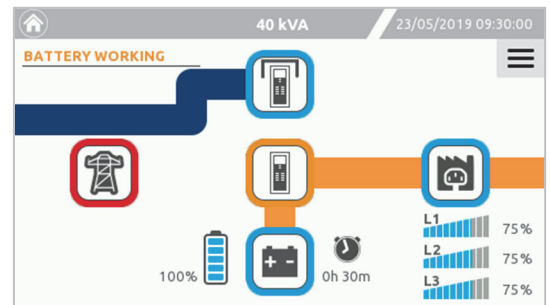 40 kVA
23/05/2019 09:30:00
BATTERY WORKING
L1
75%
L2
75%
L3
75%
100%
0h 30m